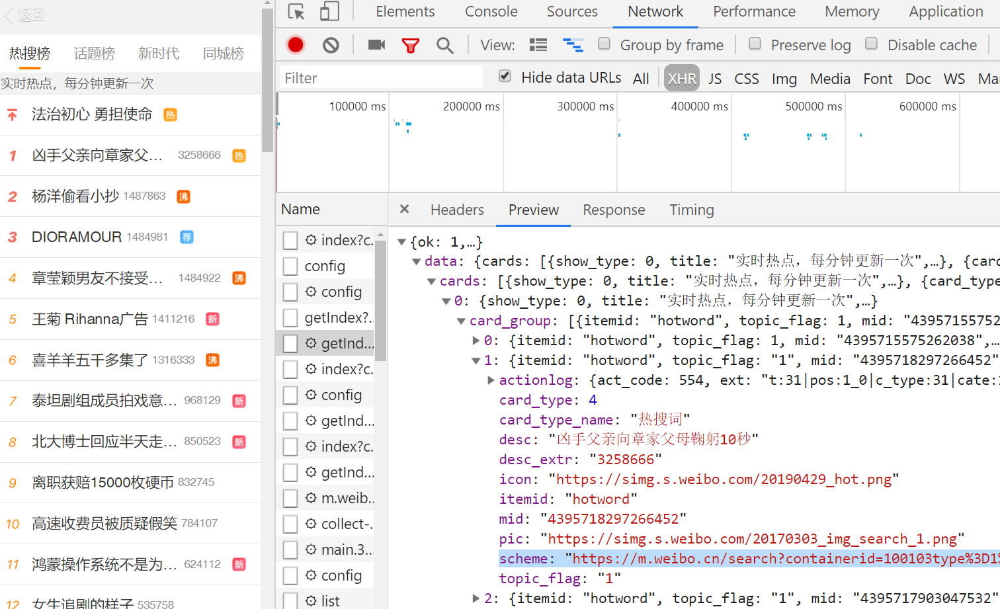 返回
热搜榜 话题榜 新时代 同城榜
实时热点，每分钟更新一次
法治初心 勇担使命 热
1 凶手父亲向章家父... 3258666 热
2 杨洋偷看小抄 1487863 沸
3 DIORAMOUR 1484981 荐
4 章莹颖男友不接受... 1484922 沸
5 王菊 Rihanna广告 1411216 新
6 喜羊羊五千多集了 1316333 沸
7 泰坦剧组成员拍戏意... 968129 新
8 北大博士回应半天走... 850523 新
9 离职获赔15000枚硬币 832745
10 高速收费员被质疑假笑 784107
11 鸿蒙操作系统不是为... 624112 新
12 女生追剧的样子 535758
Elements Console Sources Network Performance Memory Application
View: Group by frame Preserve log Disable cache
Filter Hide data URLs All XHR JS CSS Img Media Font Doc WS Ma
100000 ms 200000 ms 300000 ms 400000 ms 500000 ms 600000 ms
Name
index?c.
config
config
getIndex?..
getInd...
index?c.
config
getInd...
index?c.
getInd...
m.weib..
collect-.
main.3...
config
list
× Headers Preview Response Timing
{ok: 1,…}
data: {cards: [{show_type: 0, title: "实时热点，每分钟更新一次",…}, {card
cards: [{show_type: 0, title: "实时热点，每分钟更新一次",…}, {card_type
0: {show_type: 0, title: "实时热点，每分钟更新一次",…}
card_group: [{itemid: "hotword", topic_flag: 1, mid: "43957155752
0: {itemid: "hotword", topic_flag: 1, mid: "4395715575262038",…
1: {itemid: "hotword", topic_flag: "1", mid: "4395718297266452"
actionlog: {act_code: 554, ext: "t:31|pos:1_0|c_type:31|cate:1
card_type: 4
card_type_name: "热搜词"
desc: "凶手父亲向章家父母鞠躬10秒"
desc_extr: "3258666"
icon: "https://simg.s.weibo.com/20190429_hot.png"
itemid: "hotword"
mid: "4395718297266452"
pic: "https://simg.s.weibo.com/20170303_img_search_1.png"
scheme: "https://m.weibo.cn/search?containerid=100103type%3D1%
topic_flag: "1"
2: {itemid: "hotword", topic_flag: "1", mid: "4395717903047532"